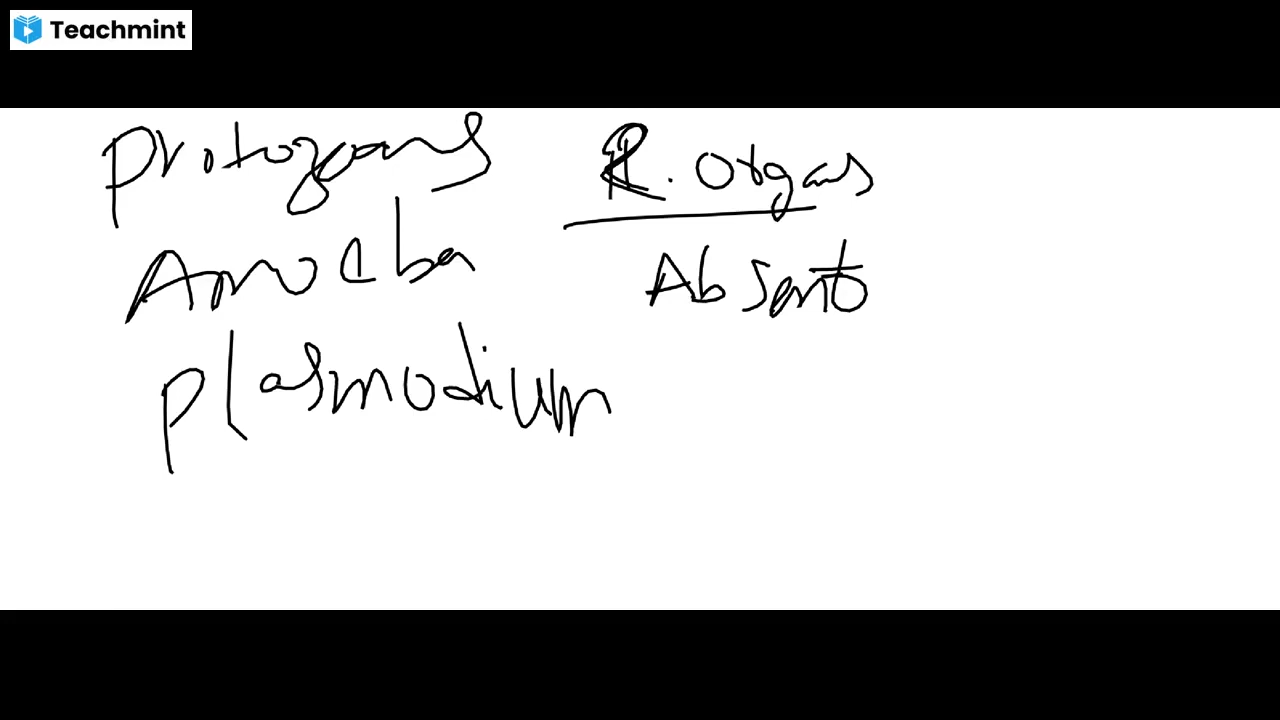 Teachmint
Protozoans R. Organs
Amoeba Absent
Plasmodium